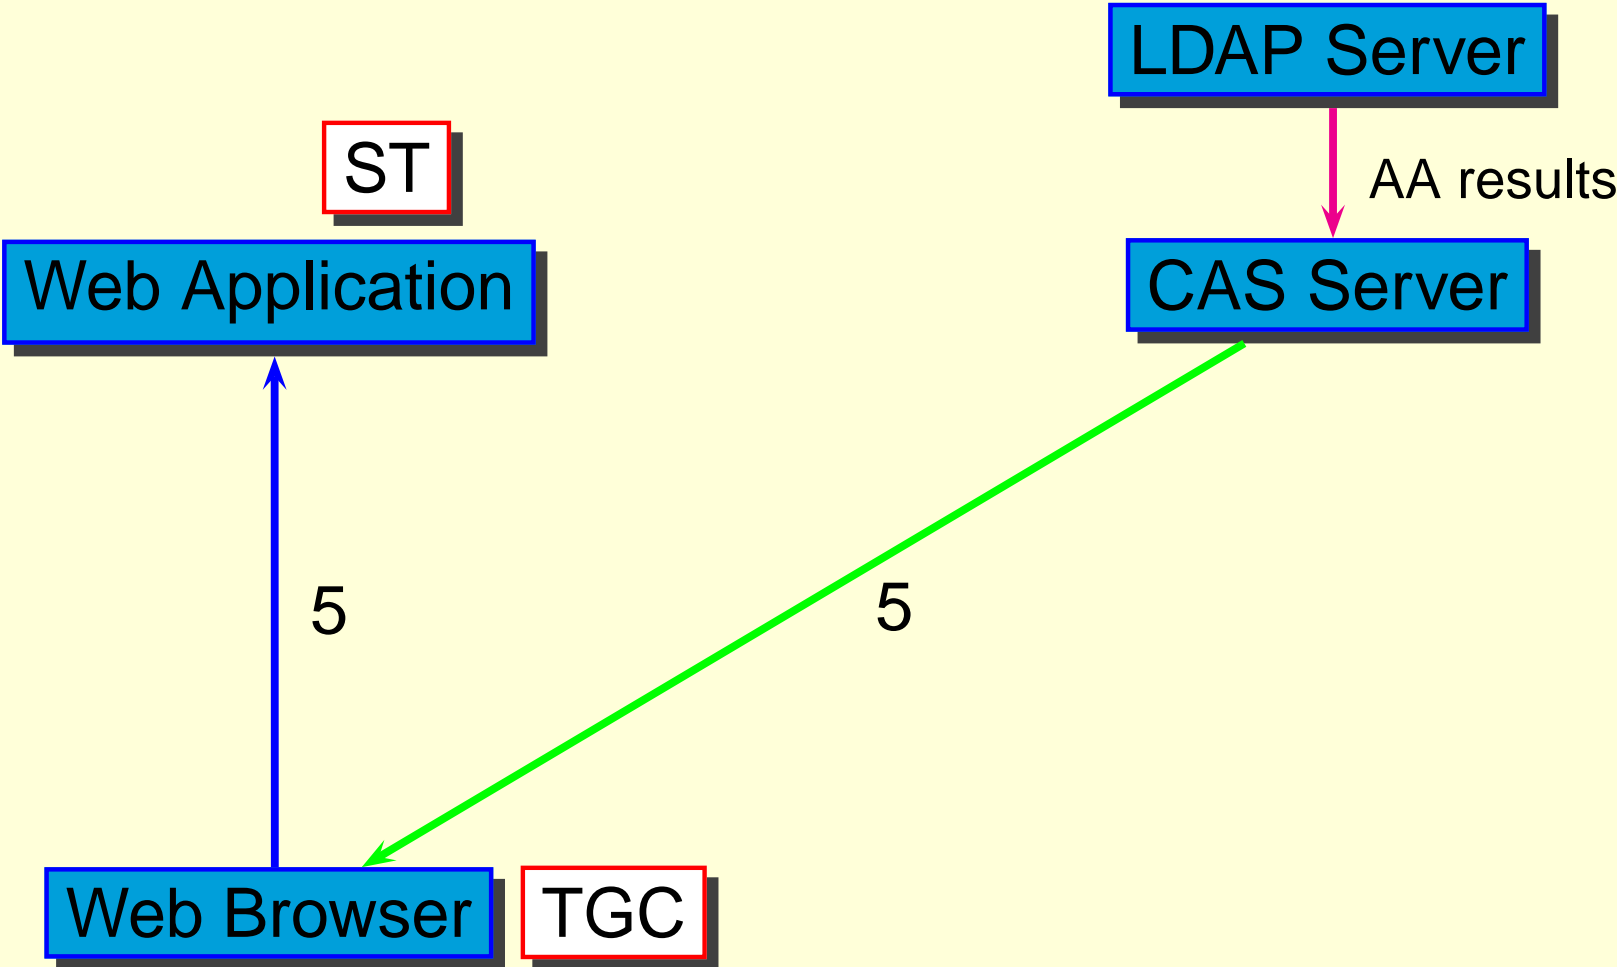 LDAP Server
ST
AA results
Web Application
CAS Server
5
5
Web Browser
TGC